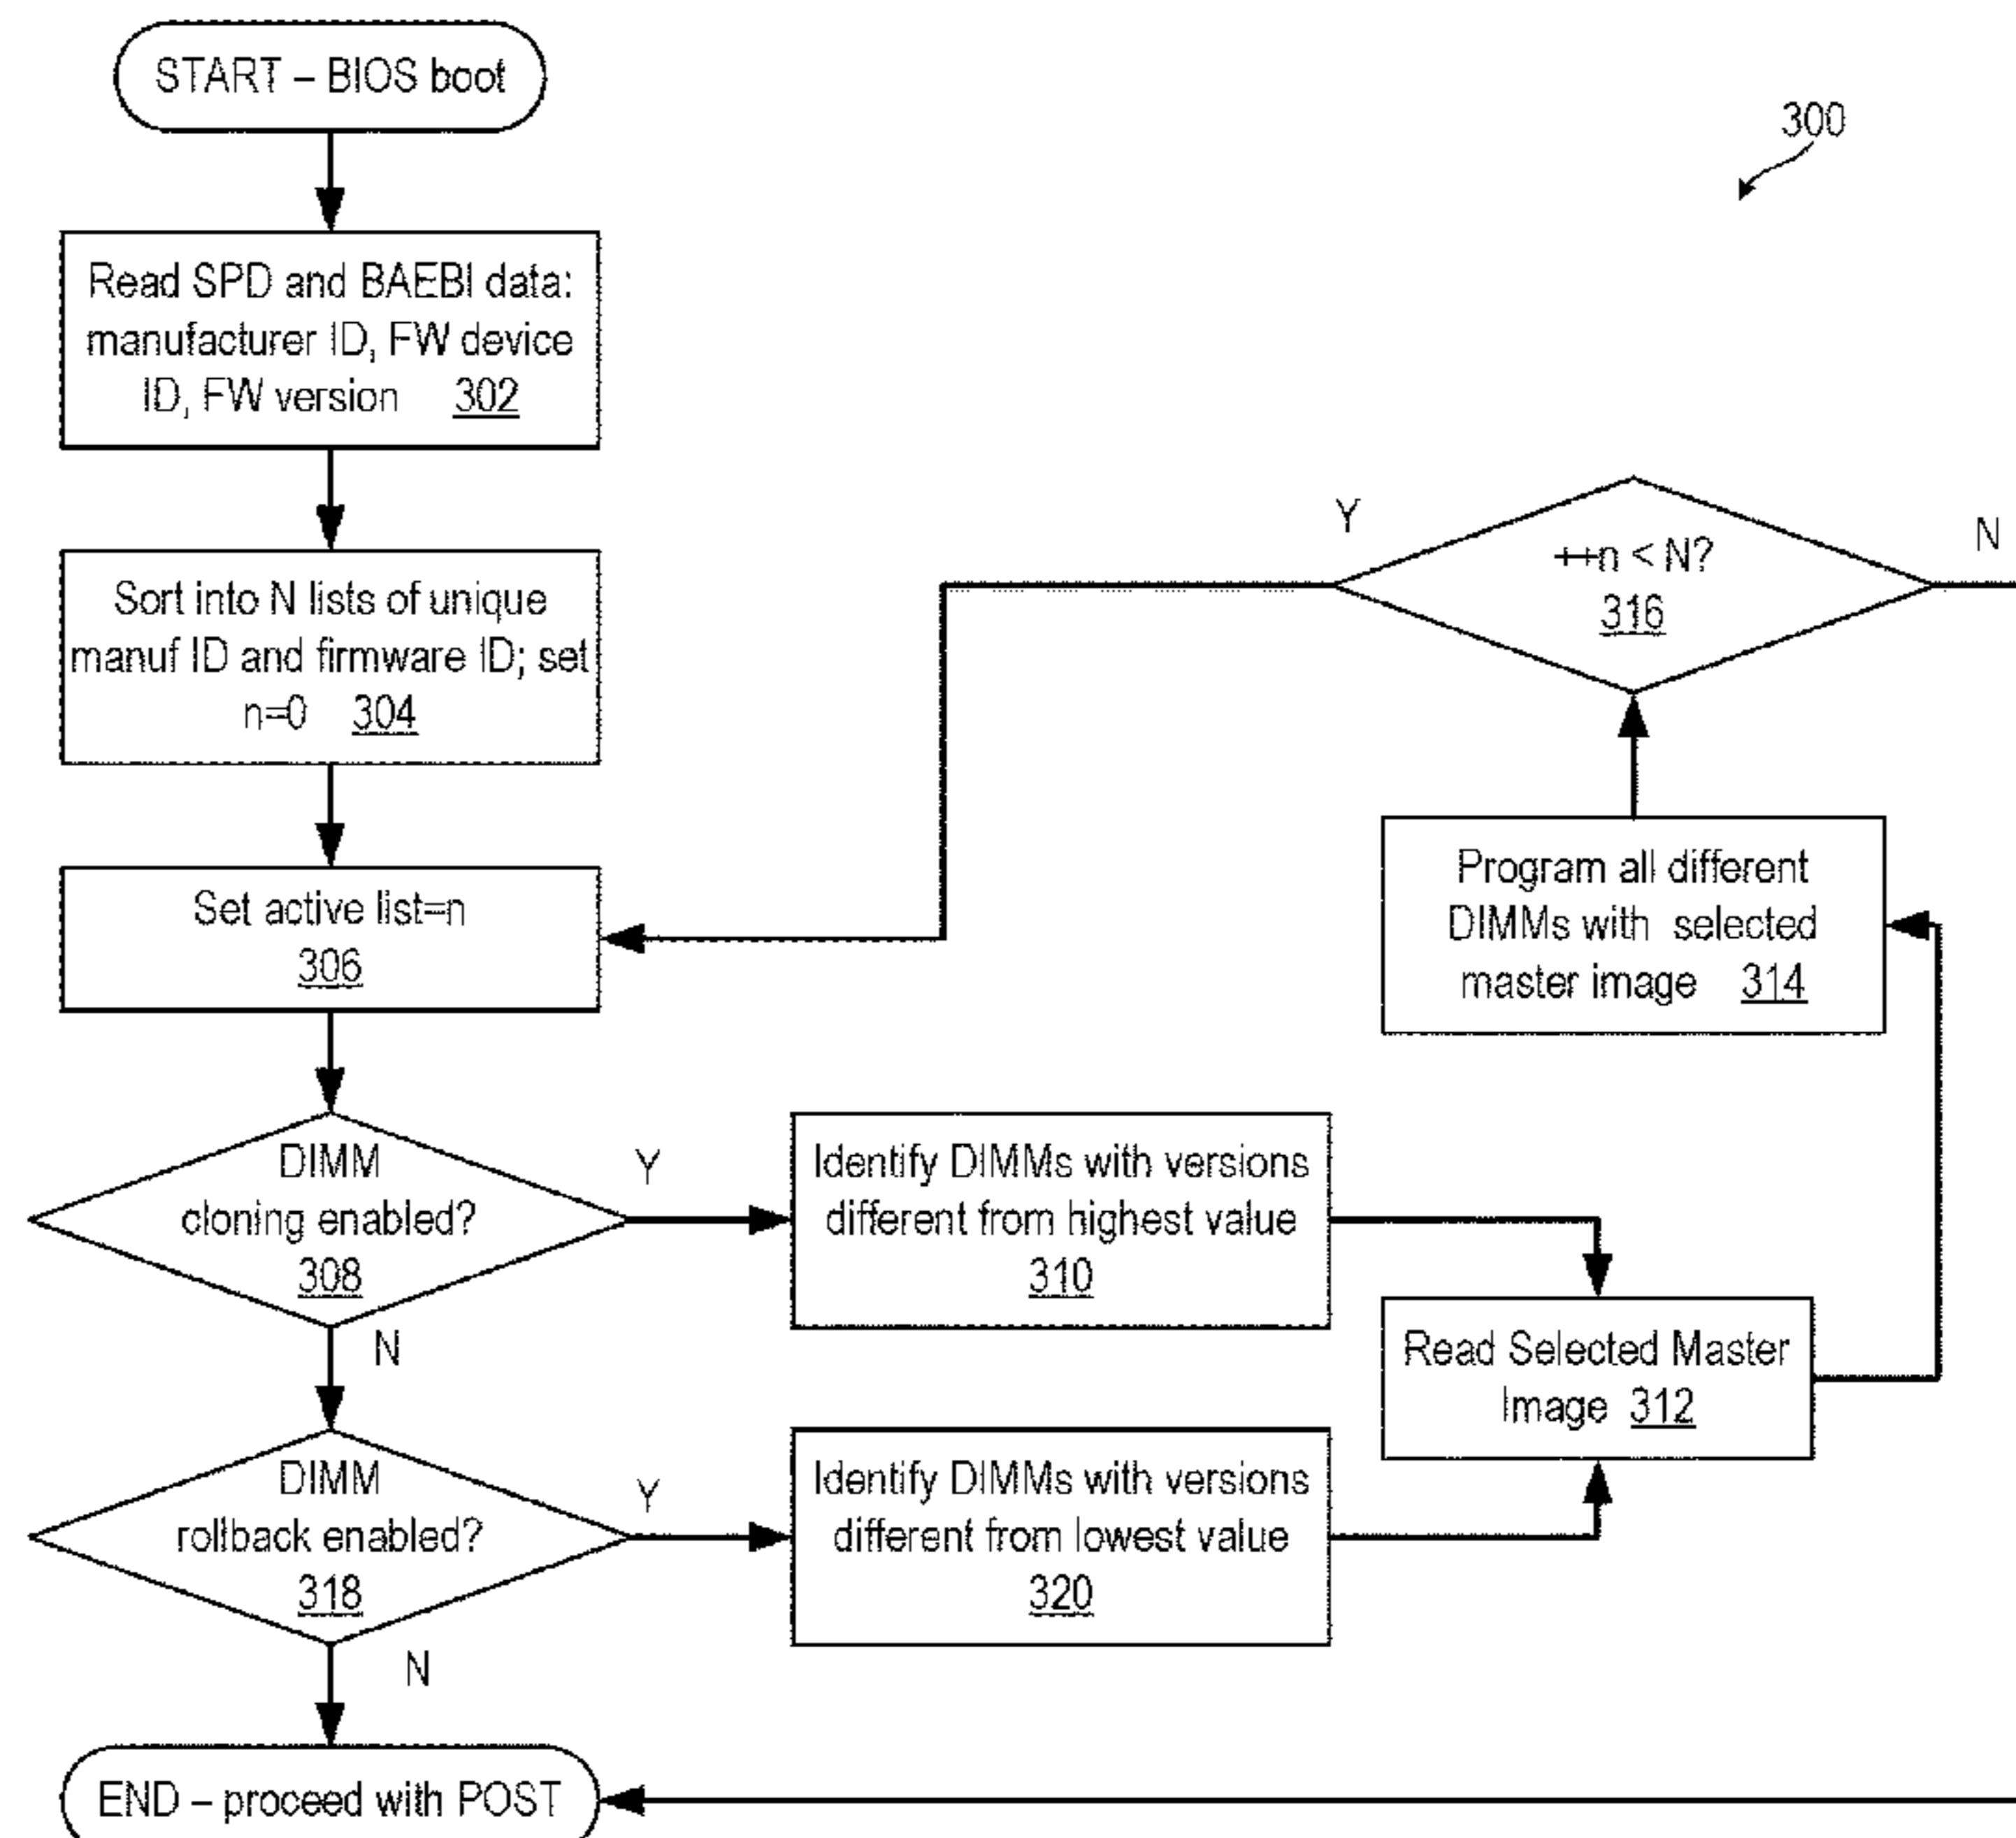 START – BIOS boot
300
Read SPD and BAEBI data:
manufacturer ID, FW device
ID, FW version 302
Sort into N lists of unique
manuf ID and firmware ID; set
n=0 304
Y
++n < N?
316
N
Set active list=n
306
Program all different
DIMMs with selected
master image 314
DIMM
cloning enabled?
308
Y
N
Identify DIMMs with versions
different from highest value
310
Read Selected Master
Image 312
DIMM
rollback enabled?
318
Y
N
Identify DIMMs with versions
different from lowest value
320
END – proceed with POST